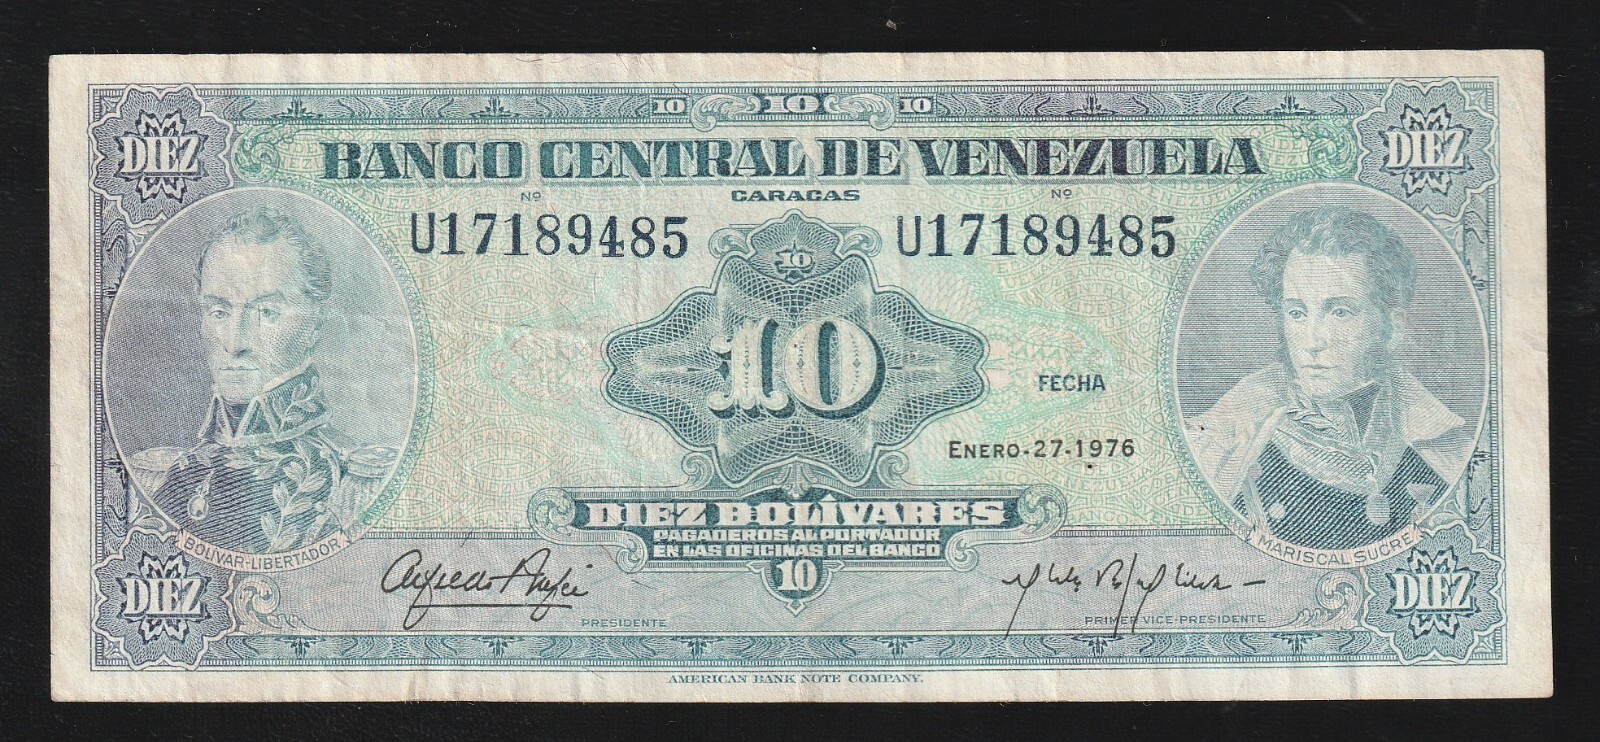 10 10 10
DIEZ DIEZ
BANCO CENTRAL DE VENEZUELA
Nº CARACAS Nº
U17189485 U17189485
10
10
FECHA
ENERO-27-1976
DIEZ BOLÍVARES
PAGADEROS AL PORTADOR
EN LAS OFICINAS DEL BANCO
BOLIVAR-LIBERTADOR MARISCAL SUCRE
10
DIEZ DIEZ
PRESIDENTE PRIMER VICE-PRESIDENTE
AMERICAN BANK NOTE COMPANY.